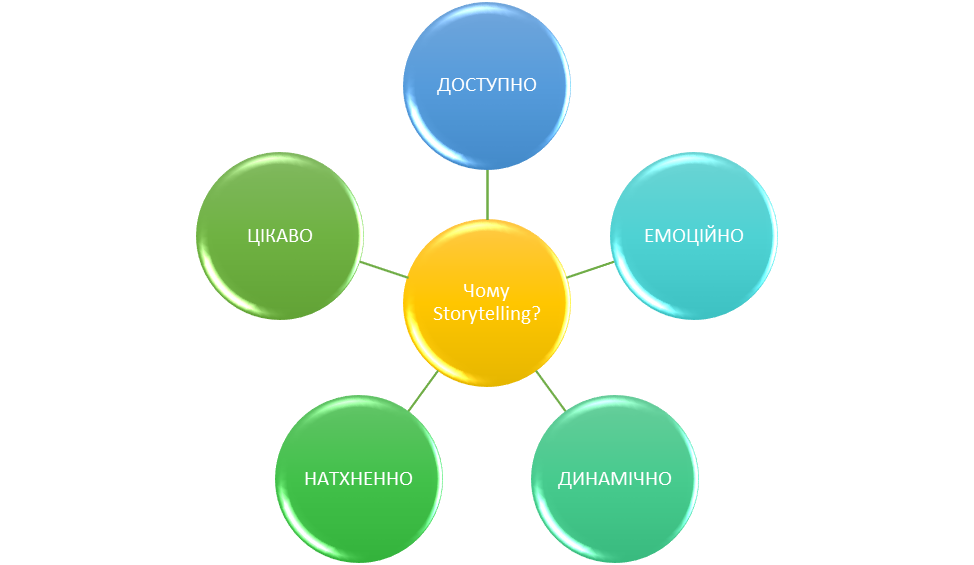 ДОСТУПНО
ЦІКАВО
ЕМОЦІЙНО
Чому
Storytelling?
НАТХНЕННО
ДИНАМІЧНО